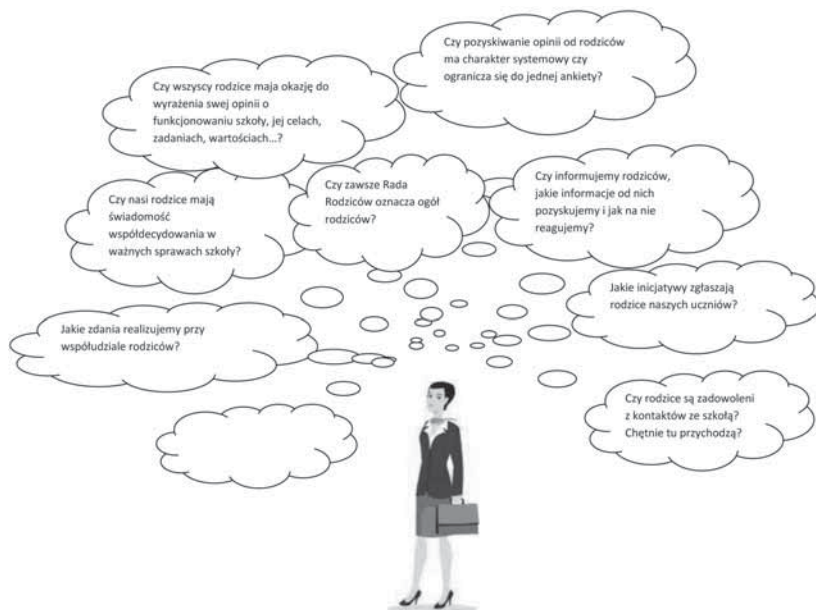 Czy pozyskiwanie opinii od rodziców
ma charakter systemowy czy
ogranicza się do jednej ankiety?
Czy wszyscy rodzice maja okazję do
wyrażenia swej opinii o
funkcjonowaniu szkoły, jej celach,
zadaniach, wartościach...?
Czy nasi rodzice mają
świadomość
współdecydowania w
ważnych sprawach szkoły?
Czy zawsze Rada
Rodziców oznacza ogół
rodziców?
Czy informujemy rodziców,
jakie informacje od nich
pozyskujemy i jak na nie
reagujemy?
Jakie inicjatywy zgłaszają
rodzice naszych uczniów?
Jakie zdania realizujemy przy
współudziale rodziców?
Czy rodzice są zadowoleni
z kontaktów ze szkołą?
Chętnie tu przychodzą?